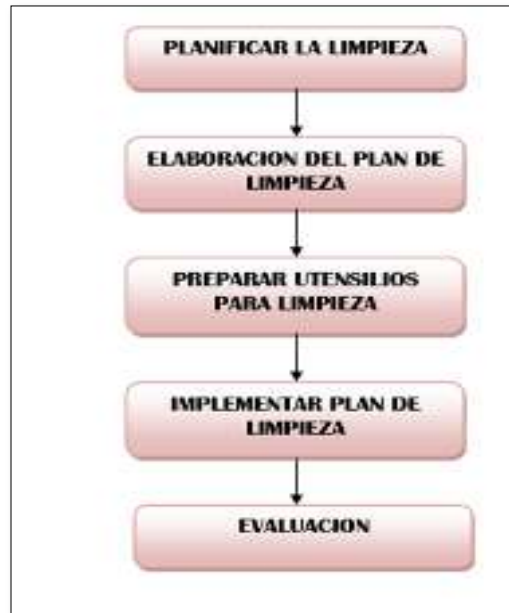 PLANIFICAR LA LIMPIEZA
ELABORACION DEL PLAN DE
LIMPIEZA
PREPARAR UTENSILIOS
PARA LIMPIEZA
IMPLEMENTAR PLAN DE
LIMPIEZA
EVALUACION